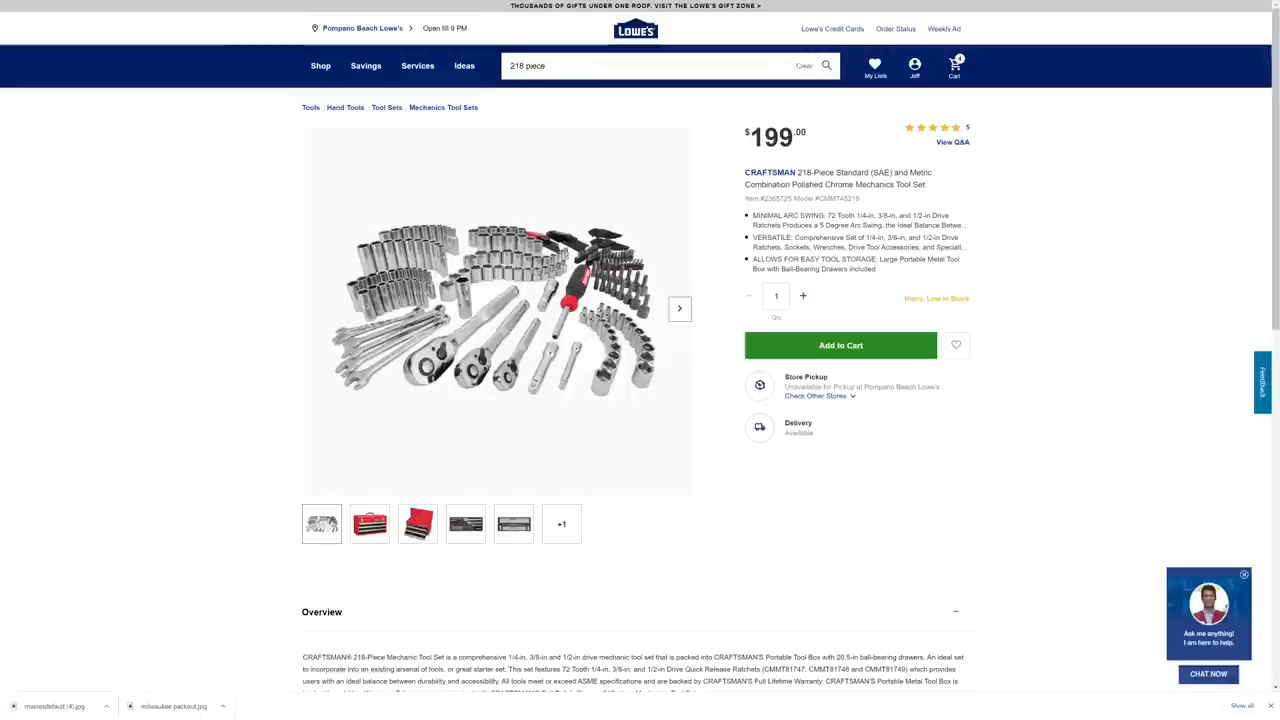 THOUSANDS OF GIFTS UNDER ONE ROOF. VISIT THE LOWE'S GIFT ZONE >
Pompano Beach Lowe's > Open till 9 PM
LOWE'S
Lowe's Credit Cards Order Status Weekly Ad
Shop Savings Services Ideas
218 piece Clear
My Lists Jeff Cart
Tools Hand Tools Tool Sets Mechanics Tool Sets
$199.00
5
View Q&A
CRAFTSMAN 218-Piece Standard (SAE) and Metric
Combination Polished Chrome Mechanics Tool Set
Item #2365725 Model #CMMT45218
MINIMAL ARC SWING: 72 Tooth 1/4-in, 3/8-in, and 1/2-in Drive
Ratchets Produces a 5 Degree Arc Swing, the Ideal Balance Betwe...
VERSATILE: Comprehensive Set of 1/4-in, 3/8-in, and 1/2-in Drive
Ratchets, Sockets, Wrenches, Drive Tool Accessories, and Specialt...
ALLOWS FOR EASY TOOL STORAGE: Large Portable Metal Tool
Box with Ball-Bearing Drawers included
1
Qty
Hurry, Low in Stock
Add to Cart
Store Pickup
Unavailable for Pickup at Pompano Beach Lowe's
Check Other Stores
Delivery
Available
Feedback
+1
Overview
CRAFTSMAN® 218-Piece Mechanic Tool Set is a comprehensive 1/4-in. 3/8-in and 1/2-in drive mechanic tool set that is packed into CRAFTSMAN'S Portable Tool Box with 20.5-in ball-bearing drawers. An ideal set
to incorporate into an existing arsenal of tools, or great starter set. This set features 72 Tooth 1/4-in. 3/8-in. and 1/2-in Drive Quick Release Ratchets (CMMT81747, CMMT81748 and CMMT81749) which provides
users with an ideal balance between durability and accessibility. All tools meet or exceed ASME specifications and are backed by CRAFTSMAN'S Full Lifetime Warranty. CRAFTSMAN'S Portable Metal Tool Box is
Ask me anything!
I am here to help.
CHAT NOW
maxresdefault (4).jpg
milwaukee packout.jpg
Show all